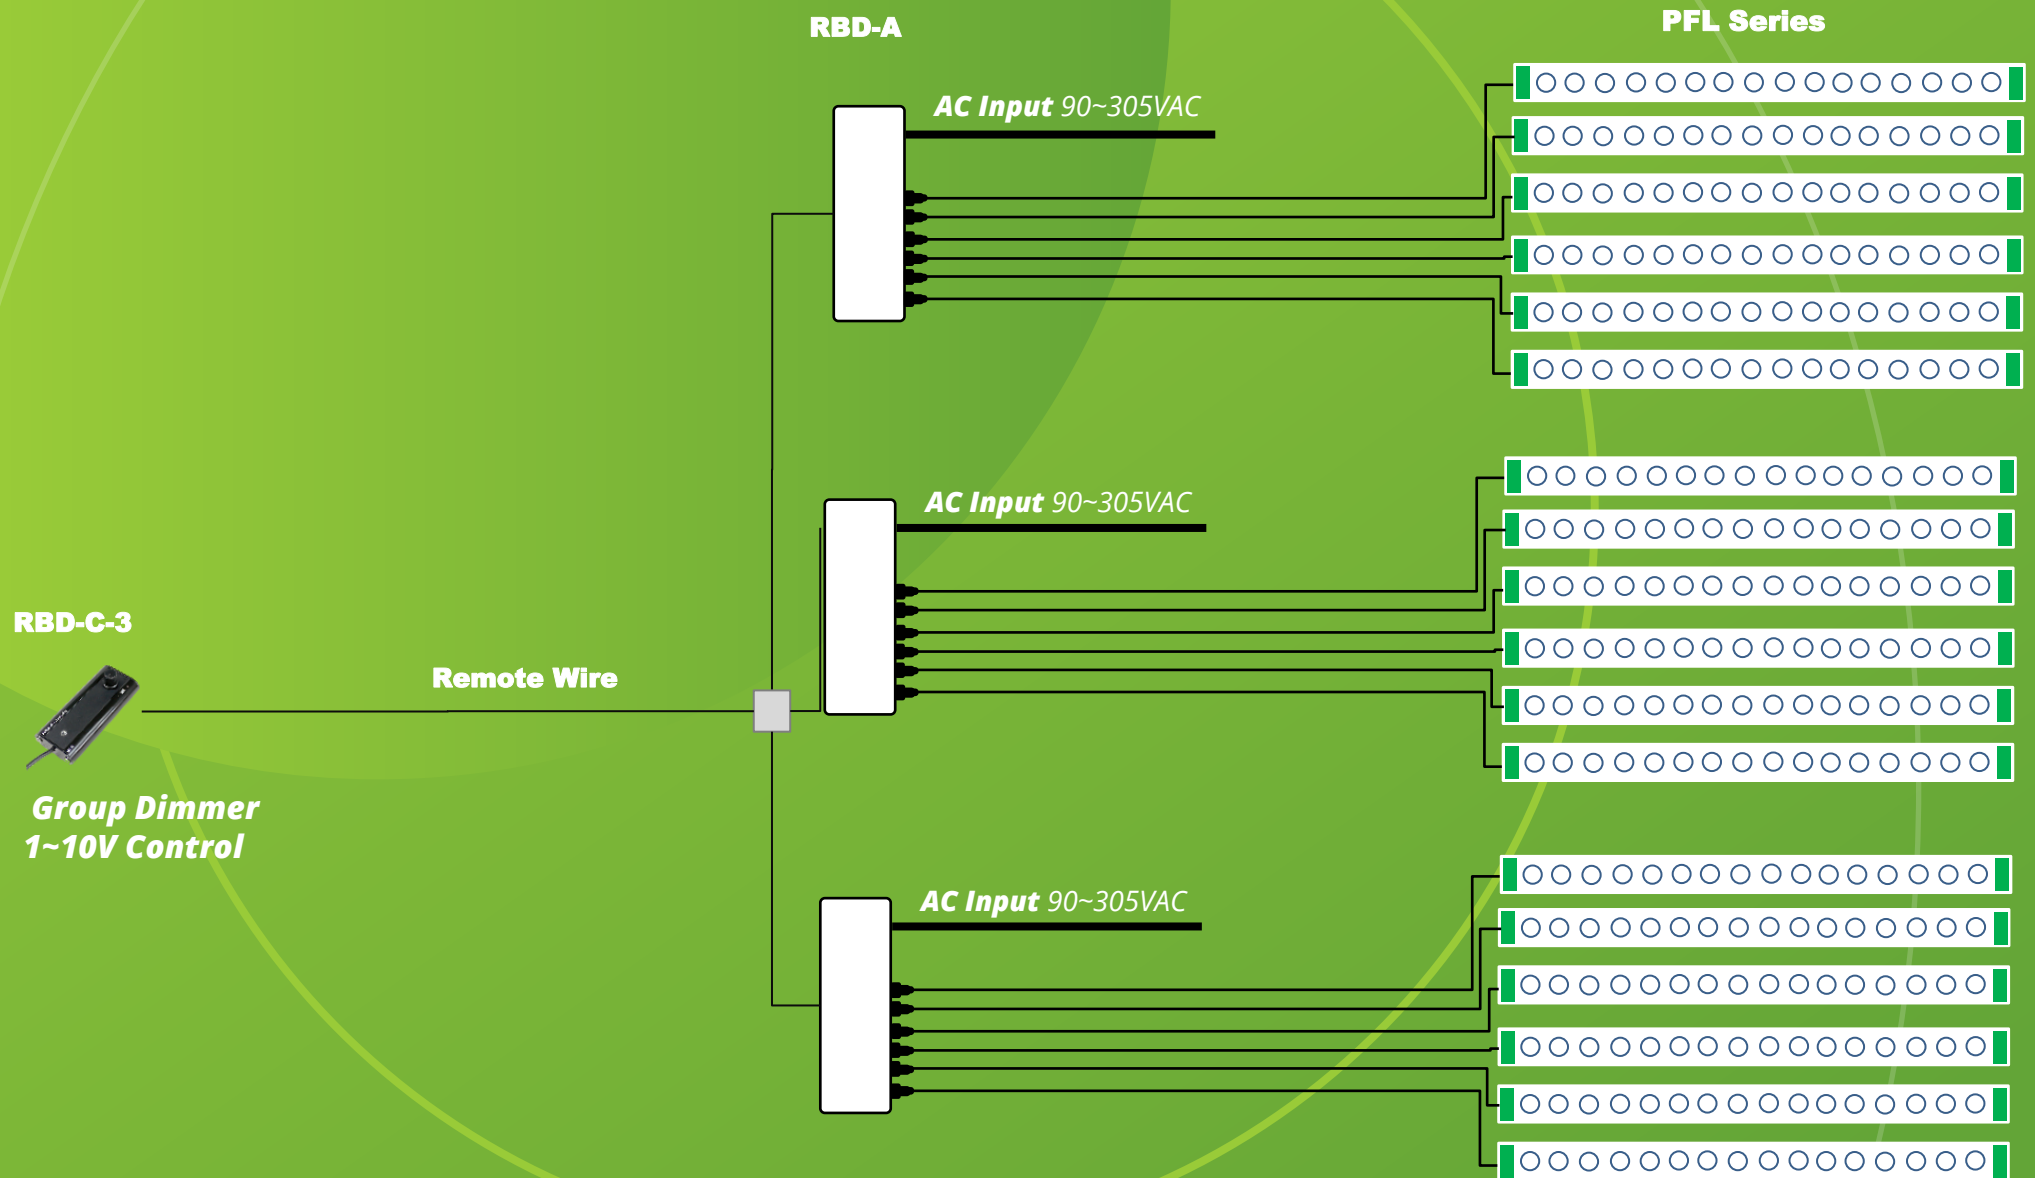 RBD-A
PFL Series
AC Input 90~305VAC
AC Input 90~305VAC
RBD-C-3
Remote Wire
Group Dimmer
1~10V Control
AC Input 90~305VAC